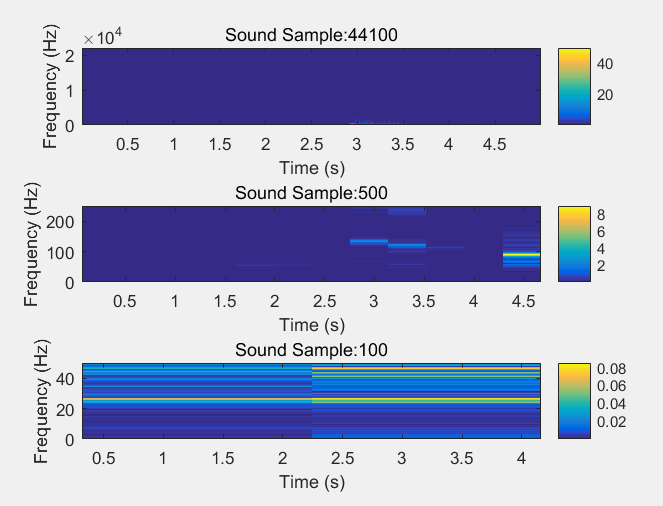 Sound Sample:44100
×10⁴
Frequency (Hz)
2
1
0
0.5 1 1.5 2 2.5 3 3.5 4 4.5
Time (s)
40
20
Sound Sample:500
Frequency (Hz)
200
100
0
0.5 1 1.5 2 2.5 3 3.5 4 4.5
Time (s)
8
6
4
2
Sound Sample:100
Frequency (Hz)
40
20
0
0.5 1 1.5 2 2.5 3 3.5 4
Time (s)
0.08
0.06
0.04
0.02